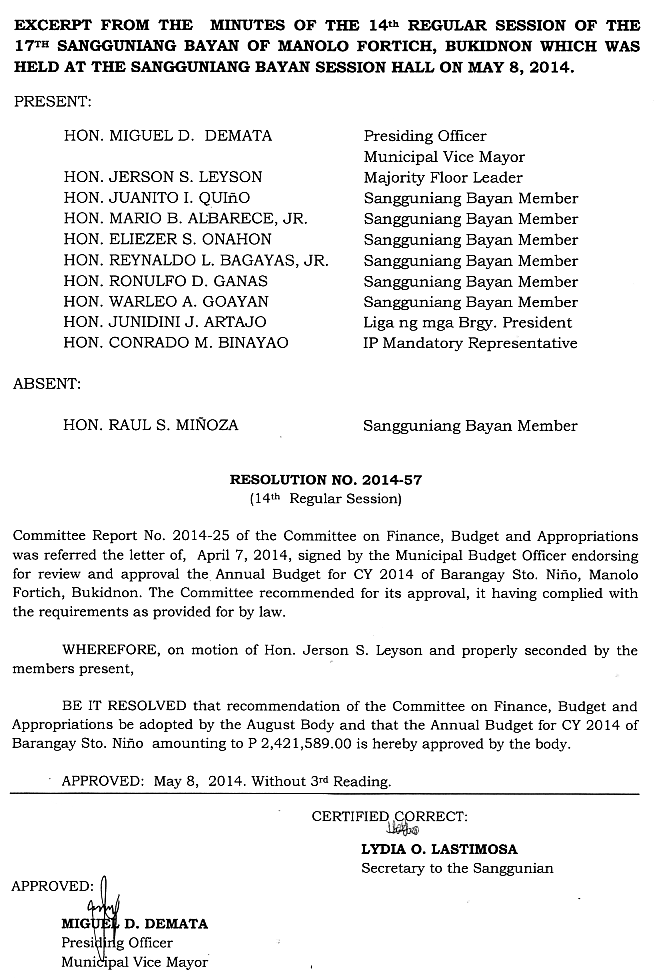 EXCERPT FROM THE MINUTES OF THE 14th REGULAR SESSION OF THE
17TH SANGGUNIANG BAYAN OF MANOLO FORTICH, BUKIDNON WHICH WAS
HELD AT THE SANGGUNIANG BAYAN SESSION HALL ON MAY 8, 2014.
PRESENT:
HON. MIGUEL D. DEMATA Presiding Officer
Municipal Vice Mayor
HON. JERSON S. LEYSON Majority Floor Leader
HON. JUANITO I. QUIñO Sangguniang Bayan Member
HON. MARIO B. ALBARECE, JR. Sangguniang Bayan Member
HON. ELIEZER S. ONAHON Sangguniang Bayan Member
HON. REYNALDO L. BAGAYAS, JR. Sangguniang Bayan Member
HON. RONULFO D. GANAS Sangguniang Bayan Member
HON. WARLEO A. GOAYAN Sangguniang Bayan Member
HON. JUNIDINI J. ARTAJO Liga ng mga Brgy. President
HON. CONRADO M. BINAYAO IP Mandatory Representative
ABSENT:
HON. RAUL S. MIÑOZA Sangguniang Bayan Member
RESOLUTION NO. 2014-57
(14th Regular Session)
Committee Report No. 2014-25 of the Committee on Finance, Budget and Appropriations
was referred the letter of, April 7, 2014, signed by the Municipal Budget Officer endorsing
for review and approval the Annual Budget for CY 2014 of Barangay Sto. Niño, Manolo
Fortich, Bukidnon. The Committee recommended for its approval, it having complied with
the requirements as provided for by law.
WHEREFORE, on motion of Hon. Jerson S. Leyson and properly seconded by the
members present,
BE IT RESOLVED that recommendation of the Committee on Finance, Budget and
Appropriations be adopted by the August Body and that the Annual Budget for CY 2014 of
Barangay Sto. Niño amounting to P 2,421,589.00 is hereby approved by the body.
APPROVED: May 8, 2014. Without 3rd Reading.
CERTIFIED CORRECT:
LYDIA O. LASTIMOSA
Secretary to the Sanggunian
APPROVED:
MIGUEL D. DEMATA
Presiding Officer
Municipal Vice Mayor